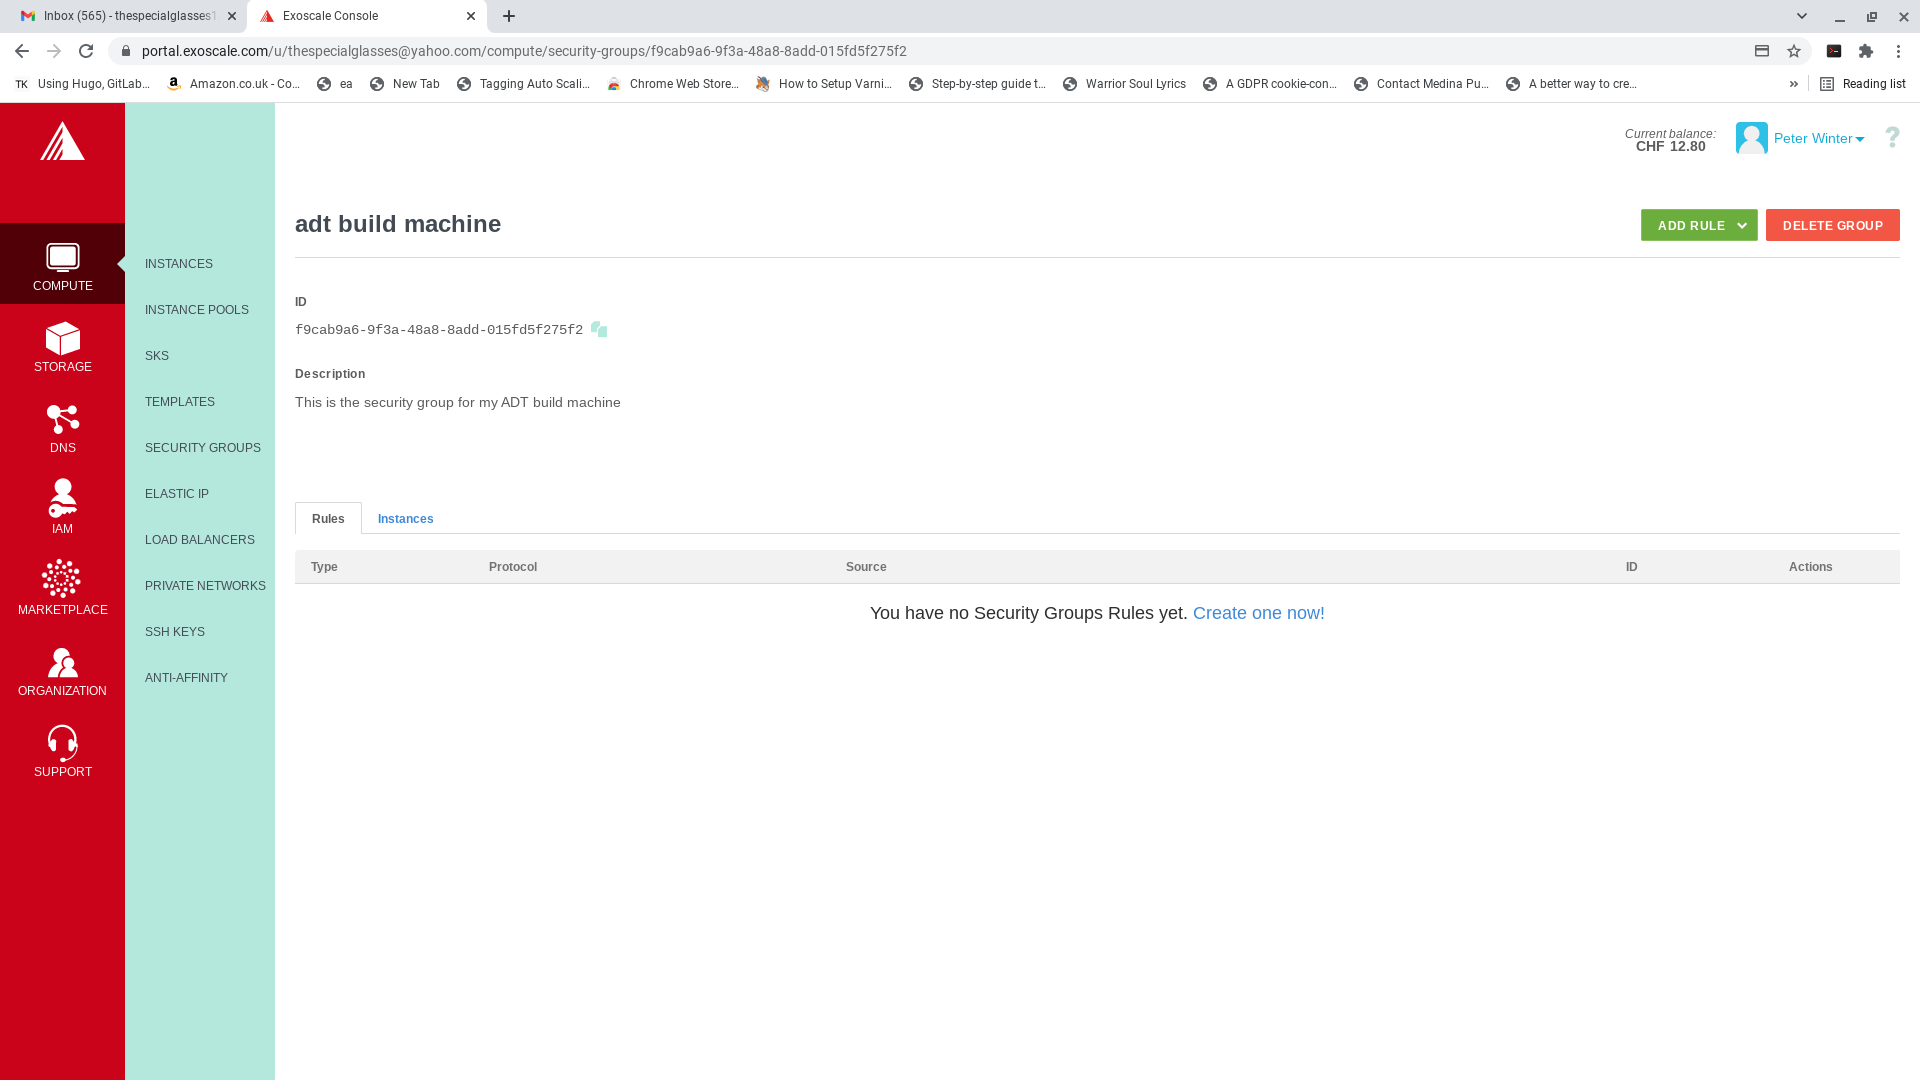 Inbox (565) - thespecialglasses1
Exoscale Console
portal.exoscale.com/u/thespecialglasses@yahoo.com/compute/security-groups/f9cab9a6-9f3a-48a8-8add-015fd5f275f2
TK Using Hugo, GitLab…
Amazon.co.uk - Co…
ea
New Tab
Tagging Auto Scali…
Chrome Web Store…
How to Setup Varni…
Step-by-step guide t…
Warrior Soul Lyrics
A GDPR cookie-con…
Contact Medina Pu…
A better way to cre…
»
Reading list
Current balance:
CHF 12.80
Peter Winter
?
adt build machine
ADD RULE
DELETE GROUP
COMPUTE
STORAGE
DNS
IAM
MARKETPLACE
ORGANIZATION
SUPPORT
INSTANCES
INSTANCE POOLS
SKS
TEMPLATES
SECURITY GROUPS
ELASTIC IP
LOAD BALANCERS
PRIVATE NETWORKS
SSH KEYS
ANTI-AFFINITY
ID
f9cab9a6-9f3a-48a8-8add-015fd5f275f2
Description
This is the security group for my ADT build machine
Rules
Instances
Type Protocol Source ID Actions
You have no Security Groups Rules yet. Create one now!